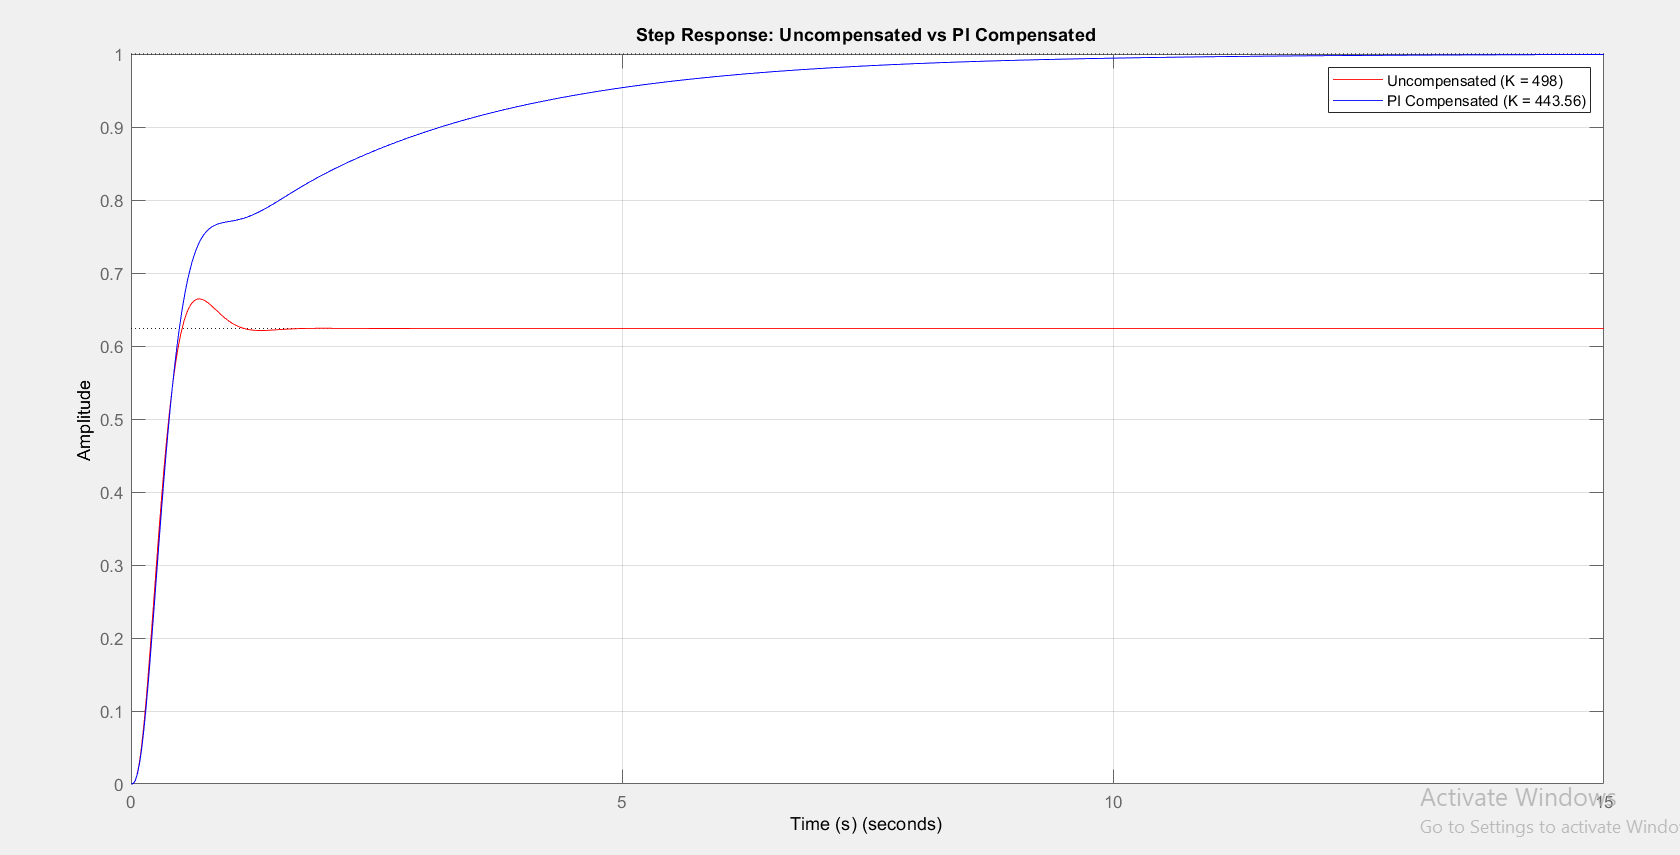 Step Response: Uncompensated vs PI Compensated
1
0.9
0.8
0.7
0.6
0.5
0.4
0.3
0.2
0.1
0
Amplitude
Uncompensated (K = 498)
PI Compensated (K = 443.56)
0
5
10
15
Time (s) (seconds)
Activate Windows
Go to Settings to activate Windo